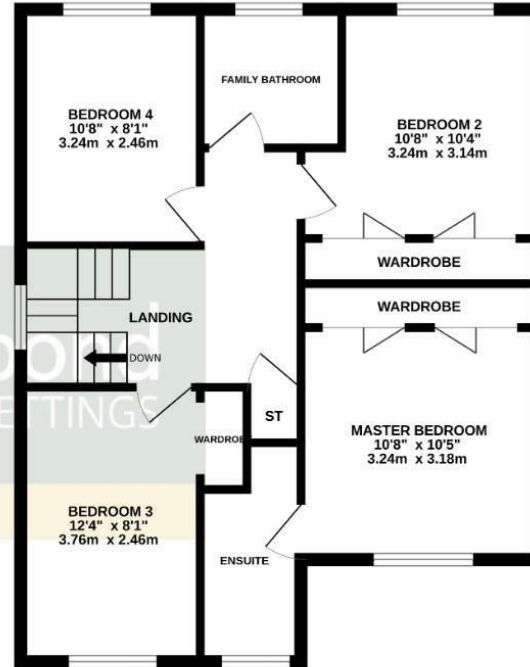 FAMILY BATHROOM
BEDROOM 4
10'8" x 8'1"
3.24m x 2.46m
BEDROOM 2
10'8" x 10'4"
3.24m x 3.14m
WARDROBE
WARDROBE
LANDING
DOWN
ond
ETTINGS
ST
WARDROBE
MASTER BEDROOM
10'8" x 10'5"
3.24m x 3.18m
BEDROOM 3
12'4" x 8'1"
3.76m x 2.46m
ENSUITE